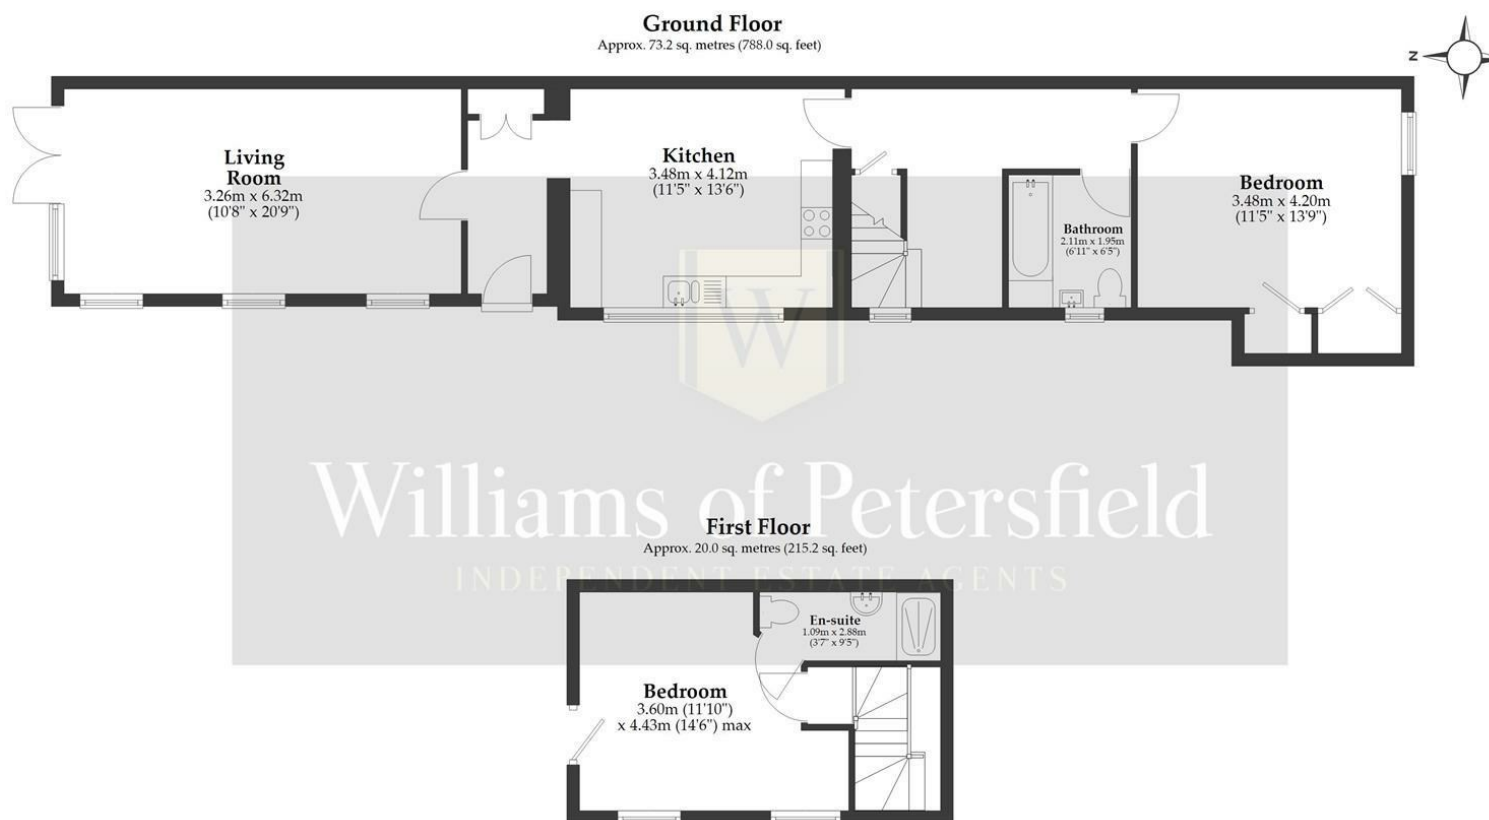 Ground Floor
Approx. 73.2 sq. metres (788.0 sq. feet)
Z
Living
Room
3.26m x 6.32m
(10'8" x 20'9")
Kitchen
3.48m x 4.12m
(11'5" x 13'6")
Bathroom
2.11m x 1.95m
(6'11" x 6'5")
Bedroom
3.48m x 4.20m
(11'5" x 13'9")
W
Williams of Petersfield
INDEPENDENT ESTATE AGENTS
First Floor
Approx. 20.0 sq. metres (215.2 sq. feet)
En-suite
1.09m x 2.88m
(3'7" x 9'5")
Bedroom
3.60m (11'10")
x 4.43m (14'6") max